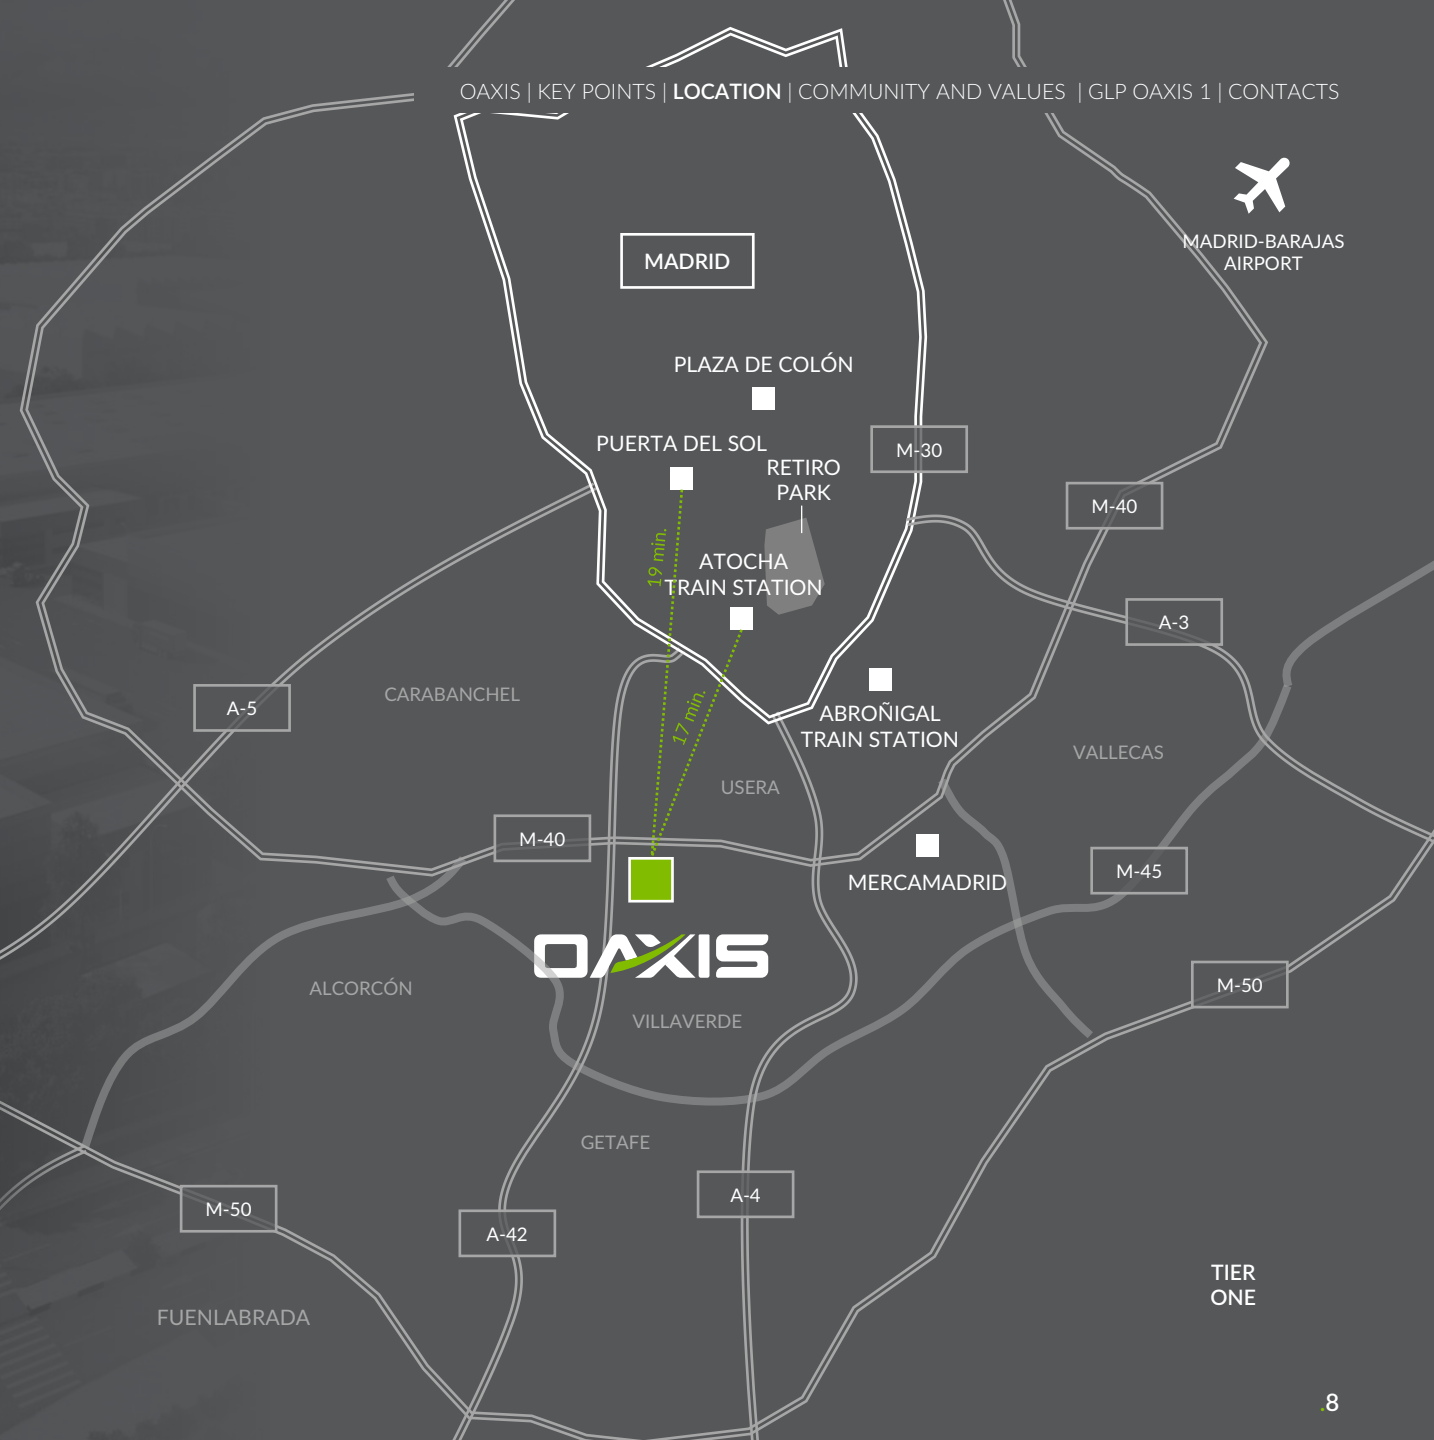 OAXIS | KEY POINTS | LOCATION | COMMUNITY AND VALUES | GLP OAXIS 1 | CONTACTS
MADRID-BARAJAS
AIRPORT
MADRID
PLAZA DE COLÓN
PUERTA DEL SOL
M-30
RETIRO
PARK
M-40
19 min.
ATOCHA
TRAIN STATION
A-3
CARABANCHEL
A-5
17 min.
ABROÑIGAL
TRAIN STATION
VALLECAS
USERA
M-40
MERCAMADRID
M-45
OAXIS
ALCORCÓN
M-50
VILLAVERDE
GETAFE
A-4
M-50
A-42
TIER
ONE
FUENLABRADA
.8